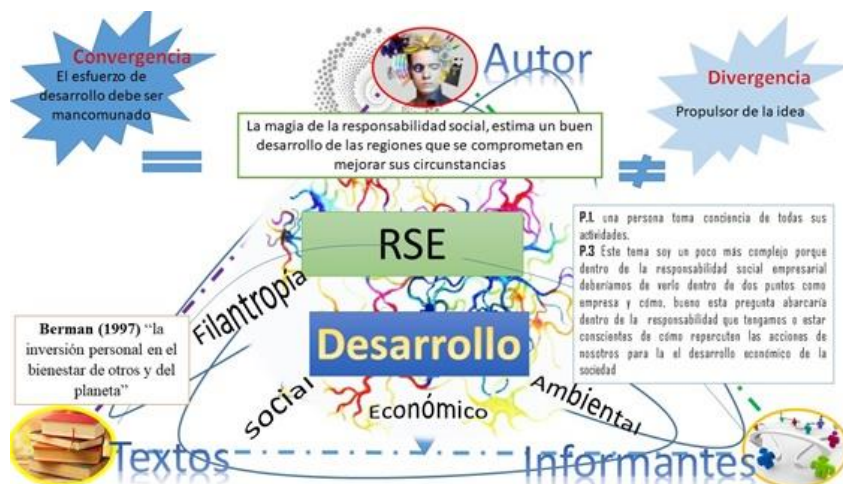 Convergencia
El esfuerzo de
desarrollo debe ser
mancomunado
Autor
Divergencia
Propulsor de la idea
La magia de la responsabilidad social, estima un buen
desarrollo de las regiones que se comprometan en
mejorar sus circunstancias
RSE
P.1. una persona toma conciencia de todas sus
actividades.
P.3 Este tema soy un poco más complejo porque
dentro de la responsabilidad social empresarial
deberíamos de verlo dentro de dos puntos como
empresa y cómo, bueno esta pregunta abarcaría
dentro de la responsabilidad que tengamos o estar
conscientes de cómo repercuten las acciones de
nosotros para la el desarrollo económico de la
sociedad
Filantropía
Berman (1997) “la
inversión personal en el
bienestar de otros y del
planeta”
Desarrollo
social
Económico
Ambiental
Textos
Informantes